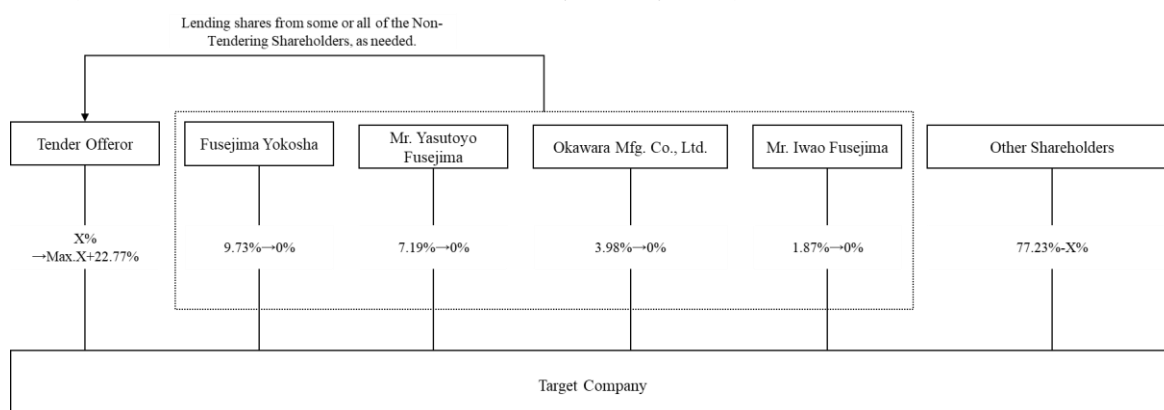 Lending shares from some or all of the Non-
Tendering Shareholders, as needed.
Tender Offeror
Fusejima Yokosha
Mr. Yasutoyo
Fusejima
Okawara Mfg. Co., Ltd.
Mr. Iwao Fusejima
Other Shareholders
X%
→Max.X+22.77%
9.73%→0%
7.19%→0%
3.98%→0%
1.87%→0%
77.23%-X%
Target Company